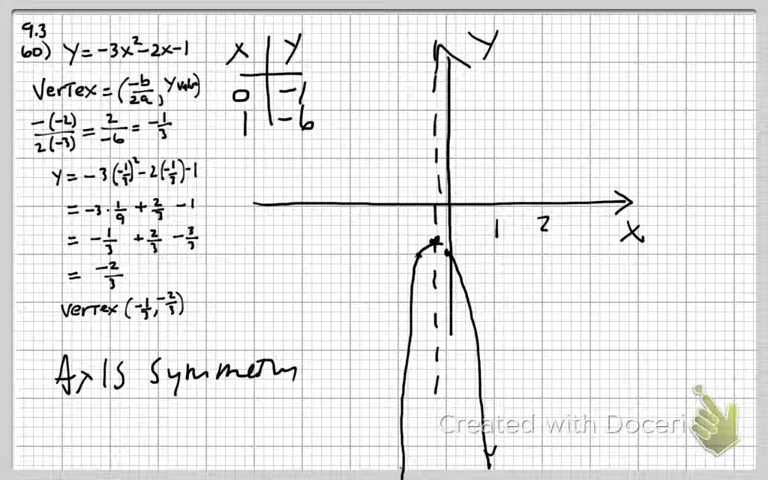 9.3
60) y = -3x² - 2x - 1
Vertex = (-b/2a, y value)
-(-2)/2(-3) = 2/-6 = -1/3
y = -3(-1/3)² - 2(-1/3) - 1
= -3 · 1/9 + 2/3 - 1
= -1/3 + 2/3 - 3/3
= -2/3
vertex (-1/3, -2/3)
Axis Symmetry
x y
0 -1
1 -6
y
1 2
x
Created with Doceri